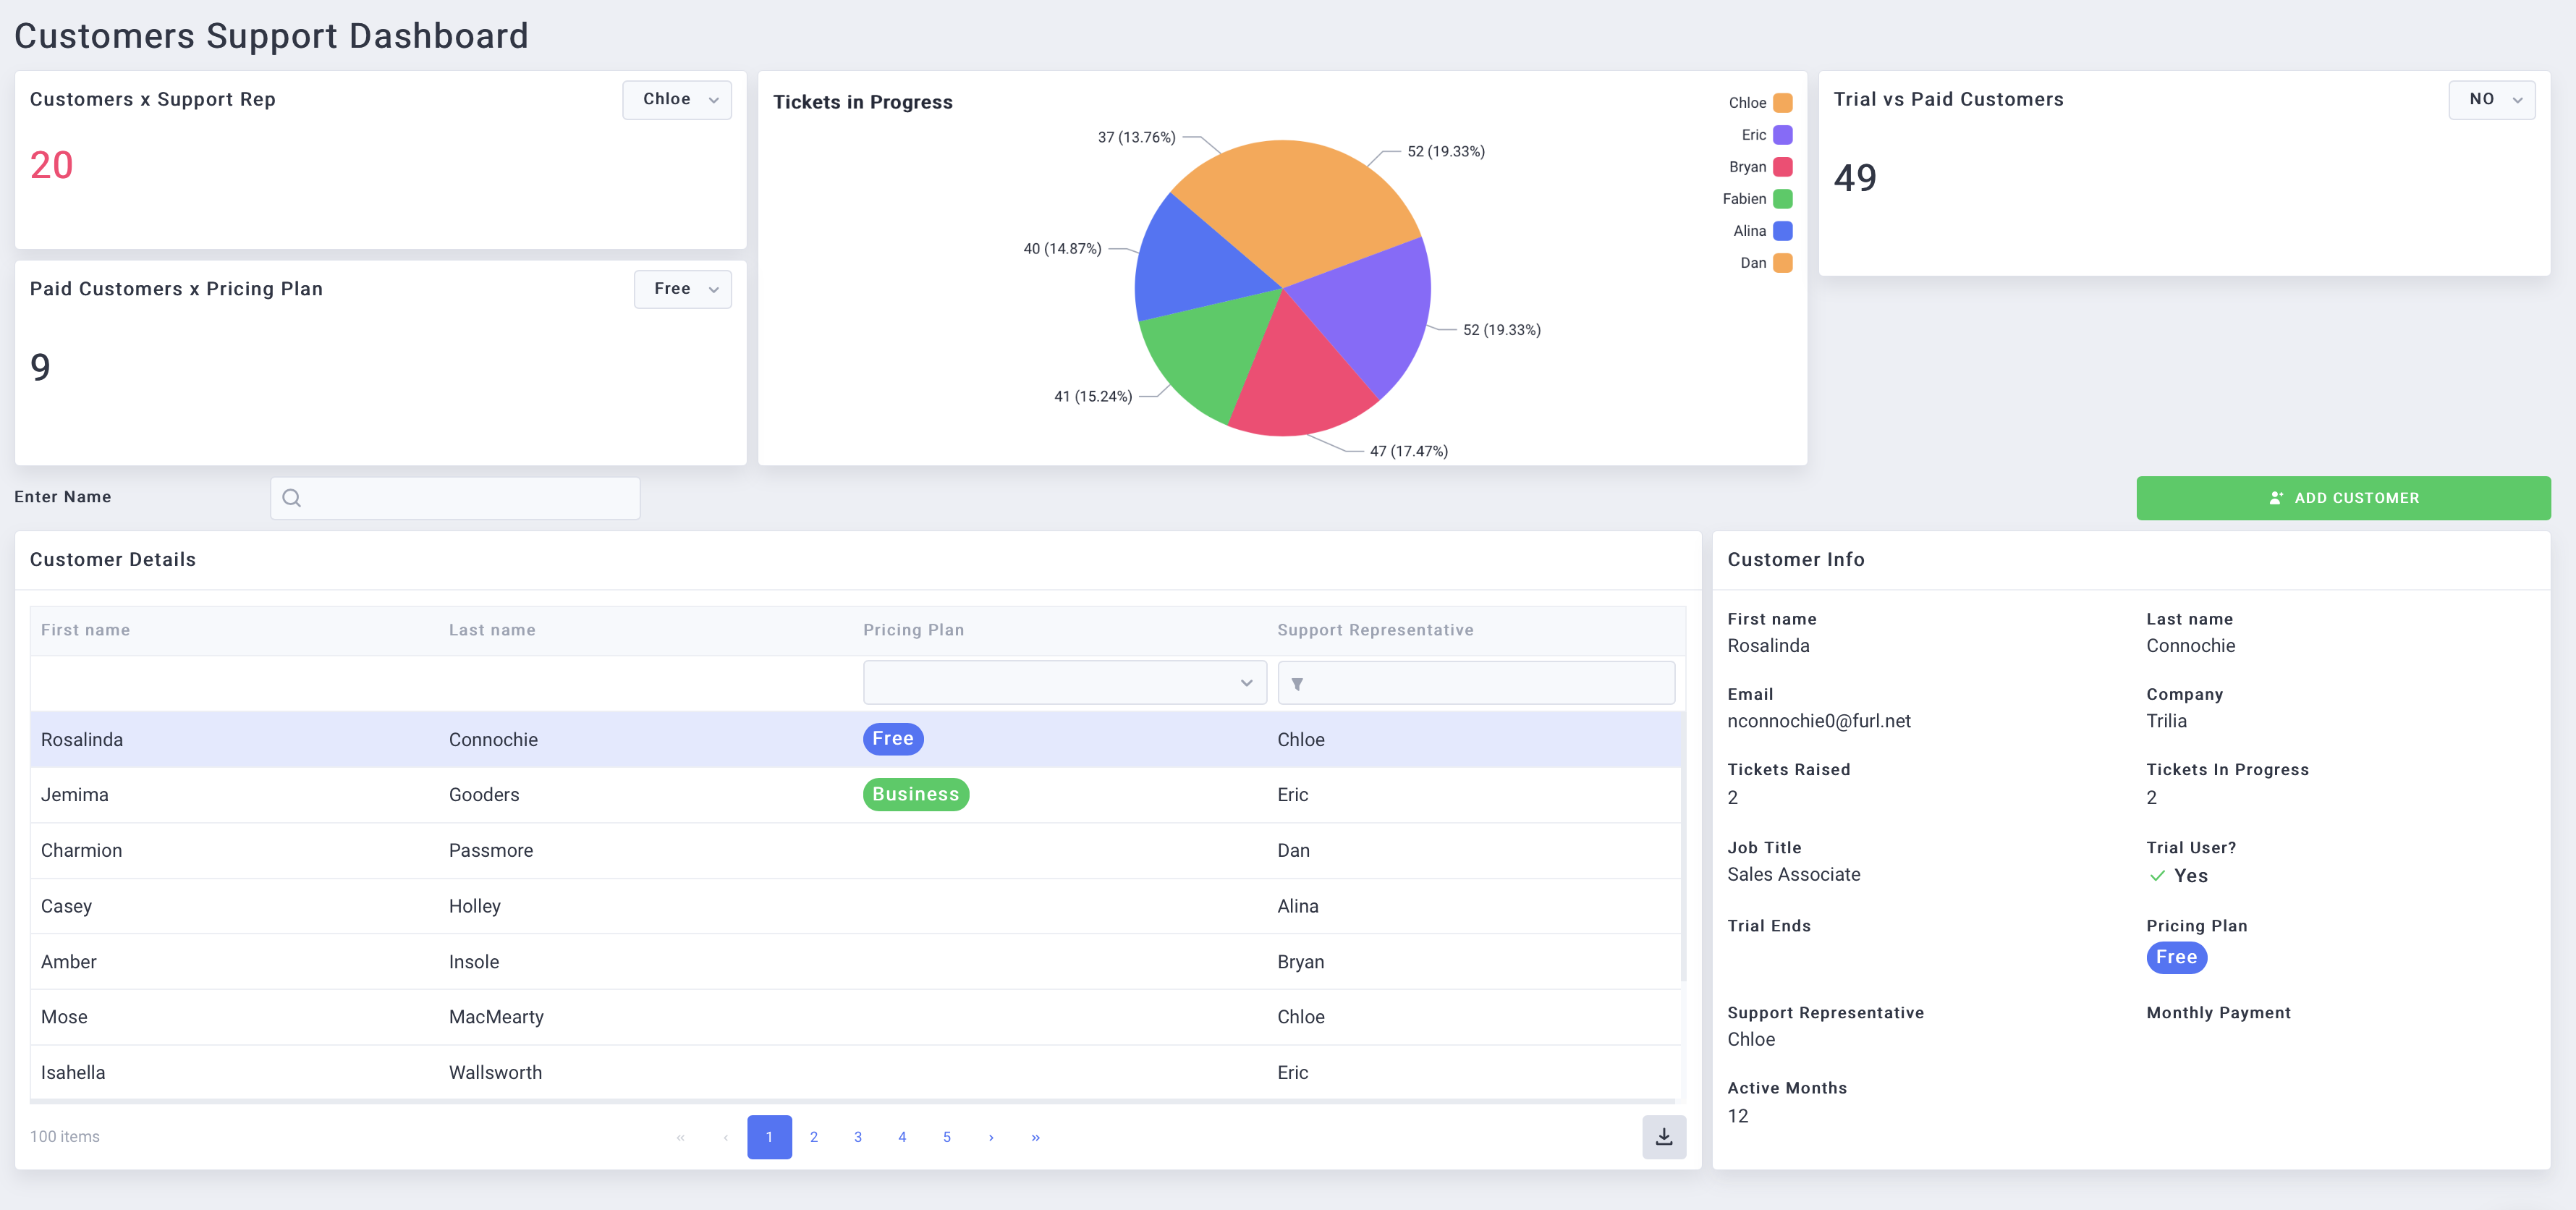 Customers Support Dashboard
Customers x Support Rep
Chloe
20
Paid Customers x Pricing Plan
Free
9
Tickets in Progress
Chloe
Eric
Bryan
Fabien
Alina
Dan
37 (13.76%)
52 (19.33%)
40 (14.87%)
52 (19.33%)
41 (15.24%)
47 (17.47%)
Trial vs Paid Customers
NO
49
Enter Name
ADD CUSTOMER
Customer Details
First name Last name Pricing Plan Support Representative
Rosalinda Connochie Free Chloe
Jemima Gooders Business Eric
Charmion Passmore Dan
Casey Holley Alina
Amber Insole Bryan
Mose MacMearty Chloe
Isahella Wallsworth Eric
100 items « ‹ 1 2 3 4 5 › »
Customer Info
First name Last name
Rosalinda Connochie
Email Company
nconnochie0@furl.net Trilia
Tickets Raised Tickets In Progress
2 2
Job Title Trial User?
Sales Associate Yes
Trial Ends Pricing Plan
Free
Support Representative Monthly Payment
Chloe
Active Months
12